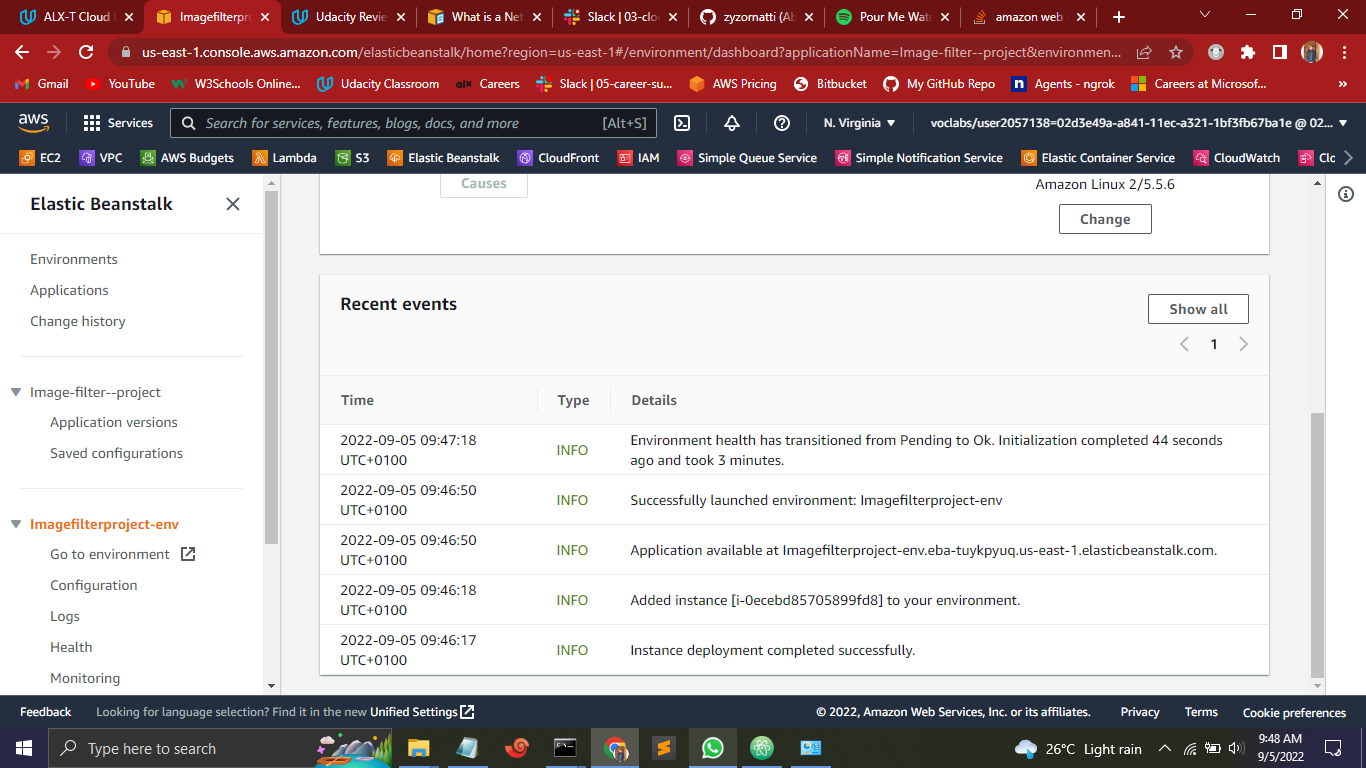 ALX-T Cloud
Imagefilterpr
Udacity Revie
What is a Net
Slack | 03-clo
zyzornatti (Ab
Pour Me Wat
amazon web
us-east-1.console.aws.amazon.com/elasticbeanstalk/home?region=us-east-1#/environment/dashboard?applicationName=Image-filter--project&environmen...
Gmail
YouTube
W3Schools Online...
Udacity Classroom
alx
Careers
Slack | 05-career-su...
AWS Pricing
Bitbucket
My GitHub Repo
n
Agents - ngrok
Careers at Microsof...
»
aws
Services
Search for services, features, blogs, docs, and more
[Alt+S]
N. Virginia
voclabs/user2057138=02d3e49a-a841-11ec-a321-1bf3fb67ba1e @ 02...
EC2
VPC
AWS Budgets
Lambda
S3
Elastic Beanstalk
CloudFront
IAM
Simple Queue Service
Simple Notification Service
Elastic Container Service
CloudWatch
Clo
Elastic Beanstalk
Environments
Applications
Change history
Image-filter--project
Application versions
Saved configurations
Imagefilterproject-env
Go to environment
Configuration
Logs
Health
Monitoring
Causes
Amazon Linux 2/5.5.6
Change
Recent events
Show all
1
Time
Type
Details
2022-09-05 09:47:18
UTC+0100
INFO
Environment health has transitioned from Pending to Ok. Initialization completed 44 seconds
ago and took 3 minutes.
2022-09-05 09:46:50
UTC+0100
INFO
Successfully launched environment: Imagefilterproject-env
2022-09-05 09:46:50
UTC+0100
INFO
Application available at Imagefilterproject-env.eba-tuykpyuq.us-east-1.elasticbeanstalk.com.
2022-09-05 09:46:18
UTC+0100
INFO
Added instance [i-0ecebd85705899fd8] to your environment.
2022-09-05 09:46:17
UTC+0100
INFO
Instance deployment completed successfully.
Feedback
Looking for language selection? Find it in the new Unified Settings
© 2022, Amazon Web Services, Inc. or its affiliates.
Privacy
Terms
Cookie preferences
Type here to search
26°C Light rain
9:48 AM
9/5/2022